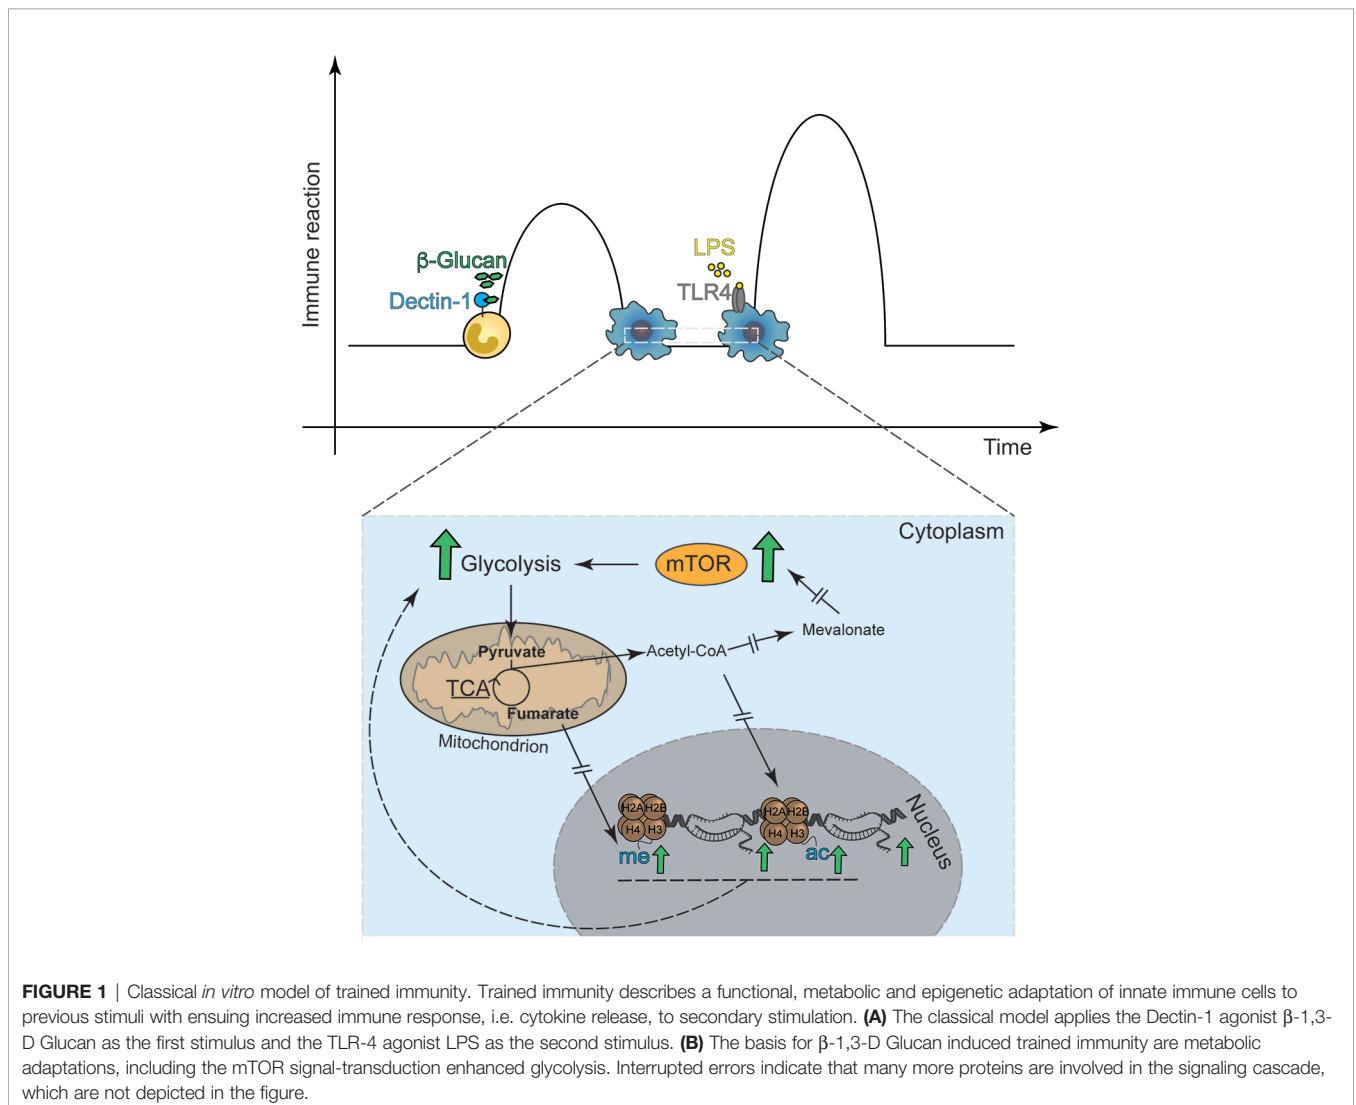 Immune reaction
β-Glucan
Dectin-1
LPS
TLR4
Time
Cytoplasm
Glycolysis
mTOR
Mevalonate
Pyruvate
Acetyl-CoA
TCA
Fumarate
Mitochondrion
H2A H2B
H4 H3
me
H2A H2B
H4 H3
ac
Nucleus
FIGURE 1 | Classical in vitro model of trained immunity. Trained immunity describes a functional, metabolic and epigenetic adaptation of innate immune cells to
previous stimuli with ensuing increased immune response, i.e. cytokine release, to secondary stimulation. (A) The classical model applies the Dectin-1 agonist β-1,3-
D Glucan as the first stimulus and the TLR-4 agonist LPS as the second stimulus. (B) The basis for β-1,3-D Glucan induced trained immunity are metabolic
adaptations, including the mTOR signal-transduction enhanced glycolysis. Interrupted errors indicate that many more proteins are involved in the signaling cascade,
which are not depicted in the figure.